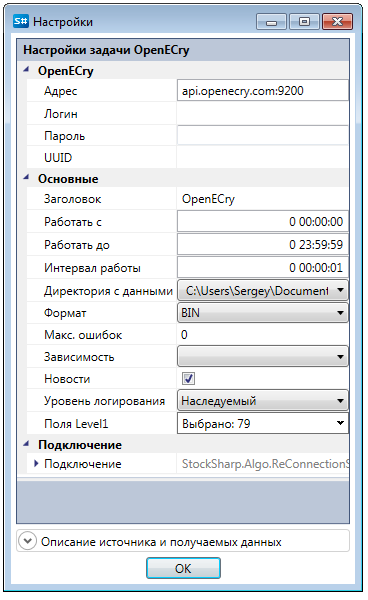 S# Настройки
Настройки задачи OpenECry
OpenECry
Адрес api.openecry.com:9200
Логин
Пароль
UUID
Основные
Заголовок OpenECry
Работать с 0 00:00:00
Работать до 0 23:59:59
Интервал работы 0 00:00:01
Директория с данными C:\Users\Sergey\Document
Формат BIN
Макс. ошибок 0
Зависимость
Новости
Уровень логирования Наследуемый
Поля Level1 Выбрано: 79
Подключение
Подключение StockSharp.Algo.ReConnectionS
Описание источника и получаемых данных
OK